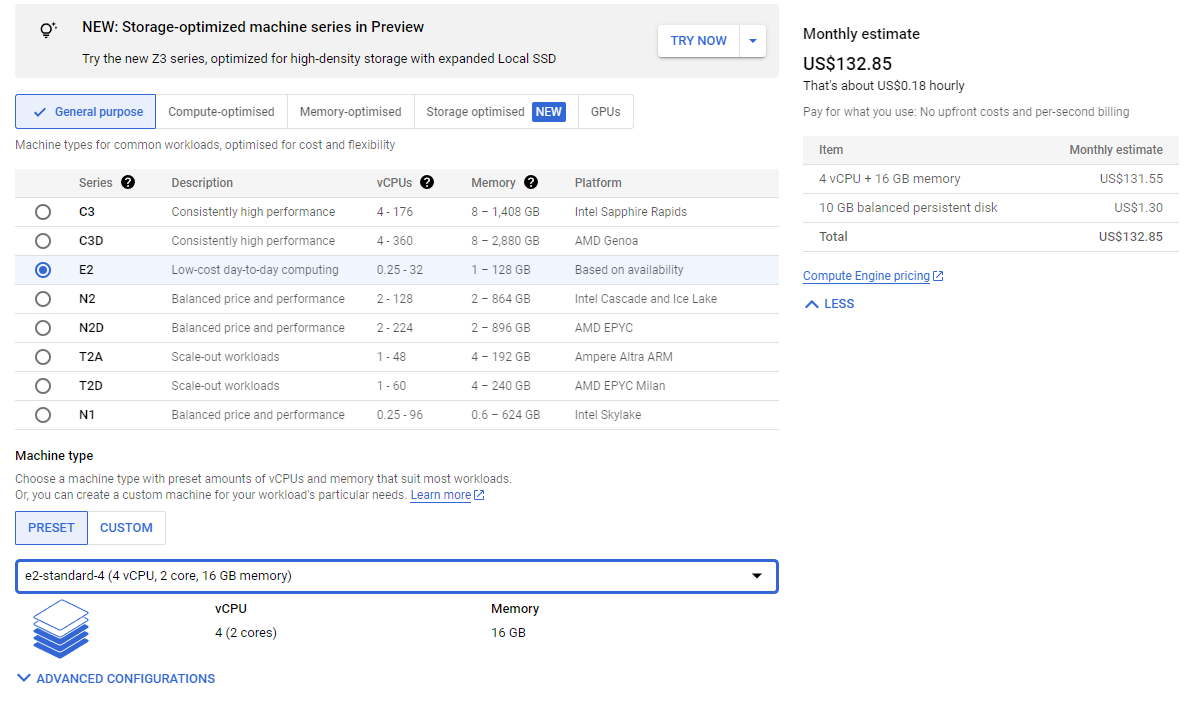 NEW: Storage-optimized machine series in Preview
Try the new Z3 series, optimized for high-density storage with expanded Local SSD
TRY NOW
General purpose
Compute-optimised
Memory-optimised
Storage optimised NEW
GPUs
Machine types for common workloads, optimised for cost and flexibility
Series ? Description vCPUs ? Memory ? Platform
C3 Consistently high performance 4 - 176 8 – 1,408 GB Intel Sapphire Rapids
C3D Consistently high performance 4 - 360 8 – 2,880 GB AMD Genoa
E2 Low-cost day-to-day computing 0.25 - 32 1 – 128 GB Based on availability
N2 Balanced price and performance 2 - 128 2 – 864 GB Intel Cascade and Ice Lake
N2D Balanced price and performance 2 - 224 2 – 896 GB AMD EPYC
T2A Scale-out workloads 1 - 48 4 – 192 GB Ampere Altra ARM
T2D Scale-out workloads 1 - 60 4 – 240 GB AMD EPYC Milan
N1 Balanced price and performance 0.25 - 96 0.6 – 624 GB Intel Skylake
Machine type
Choose a machine type with preset amounts of vCPUs and memory that suit most workloads.
Or, you can create a custom machine for your workload's particular needs. Learn more
PRESET
CUSTOM
e2-standard-4 (4 vCPU, 2 core, 16 GB memory)
vCPU Memory
4 (2 cores) 16 GB
ADVANCED CONFIGURATIONS
Monthly estimate
US$132.85
That's about US$0.18 hourly
Pay for what you use: No upfront costs and per-second billing
Item Monthly estimate
4 vCPU + 16 GB memory US$131.55
10 GB balanced persistent disk US$1.30
Total US$132.85
Compute Engine pricing
LESS